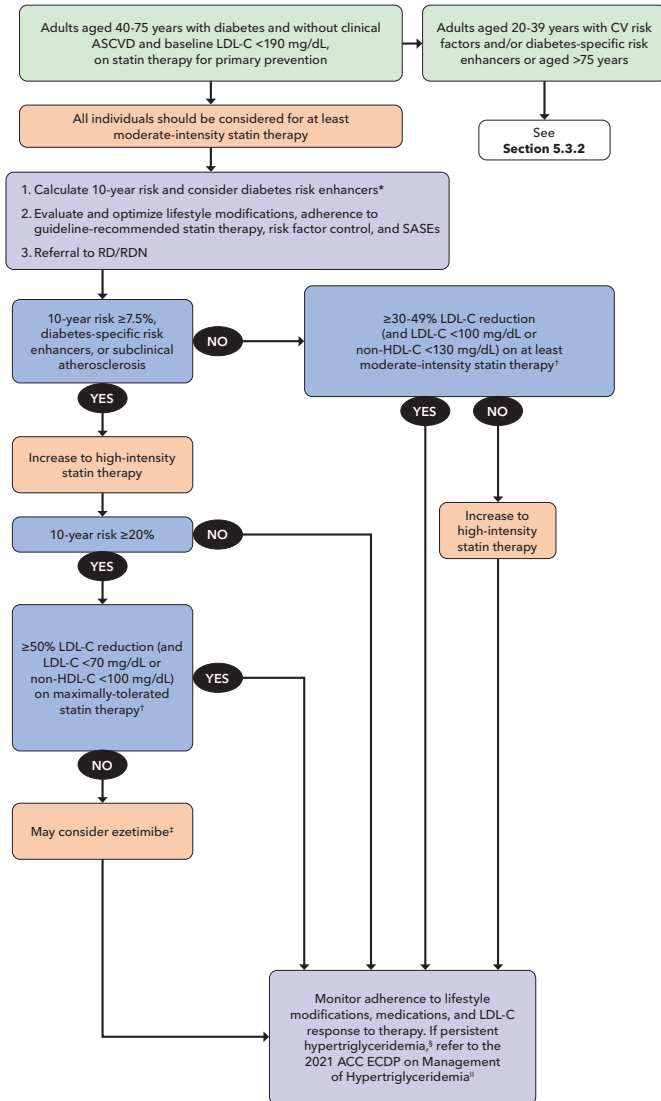 Adults aged 40-75 years with diabetes and without clinical
ASCVD and baseline LDL-C <190 mg/dL,
on statin therapy for primary prevention
Adults aged 20-39 years with CV risk
factors and/or diabetes-specific risk
enhancers or aged >75 years
All individuals should be considered for at least
moderate-intensity statin therapy
See
Section 5.3.2
1. Calculate 10-year risk and consider diabetes risk enhancers*
2. Evaluate and optimize lifestyle modifications, adherence to
guideline-recommended statin therapy, risk factor control, and SASEs
3. Referral to RD/RDN
10-year risk ≥7.5%,
diabetes-specific risk
enhancers, or subclinical
atherosclerosis
NO
≥30-49% LDL-C reduction
(and LDL-C <100 mg/dL or
non-HDL-C <130 mg/dL) on at least
moderate-intensity statin therapy†
YES
YES
NO
Increase to high-intensity
statin therapy
Increase to
high-intensity
statin therapy
10-year risk ≥20%
NO
YES
≥50% LDL-C reduction (and
LDL-C <70 mg/dL or
non-HDL-C <100 mg/dL)
on maximally-tolerated
statin therapy†
YES
NO
May consider ezetimibe‡
Monitor adherence to lifestyle
modifications, medications, and LDL-C
response to therapy. If persistent
hypertriglyceridemia,§ refer to the
2021 ACC ECDP on Management
of Hypertriglyceridemia||